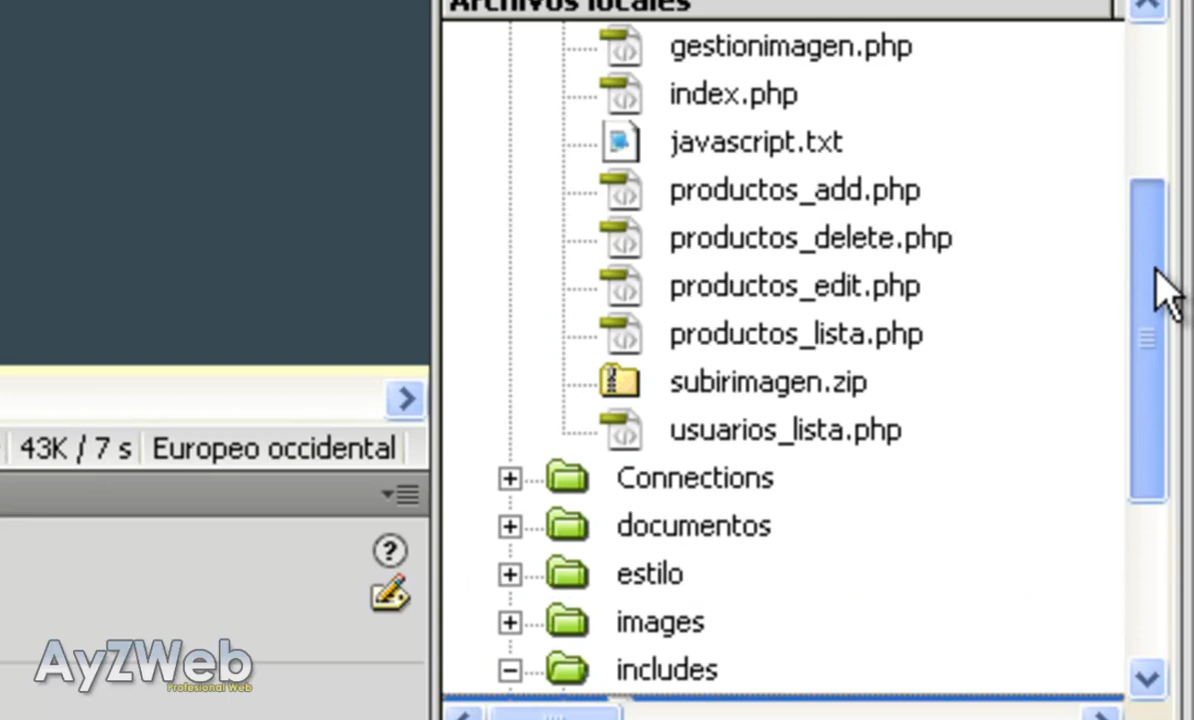 Archivos locales
gestionimagen.php
index.php
javascript.txt
productos_add.php
productos_delete.php
productos_edit.php
productos_lista.php
subirimagen.zip
usuarios_lista.php
Connections
documentos
estilo
images
includes
43K / 7 s Europeo occidental
AyZWeb
Profesional Web